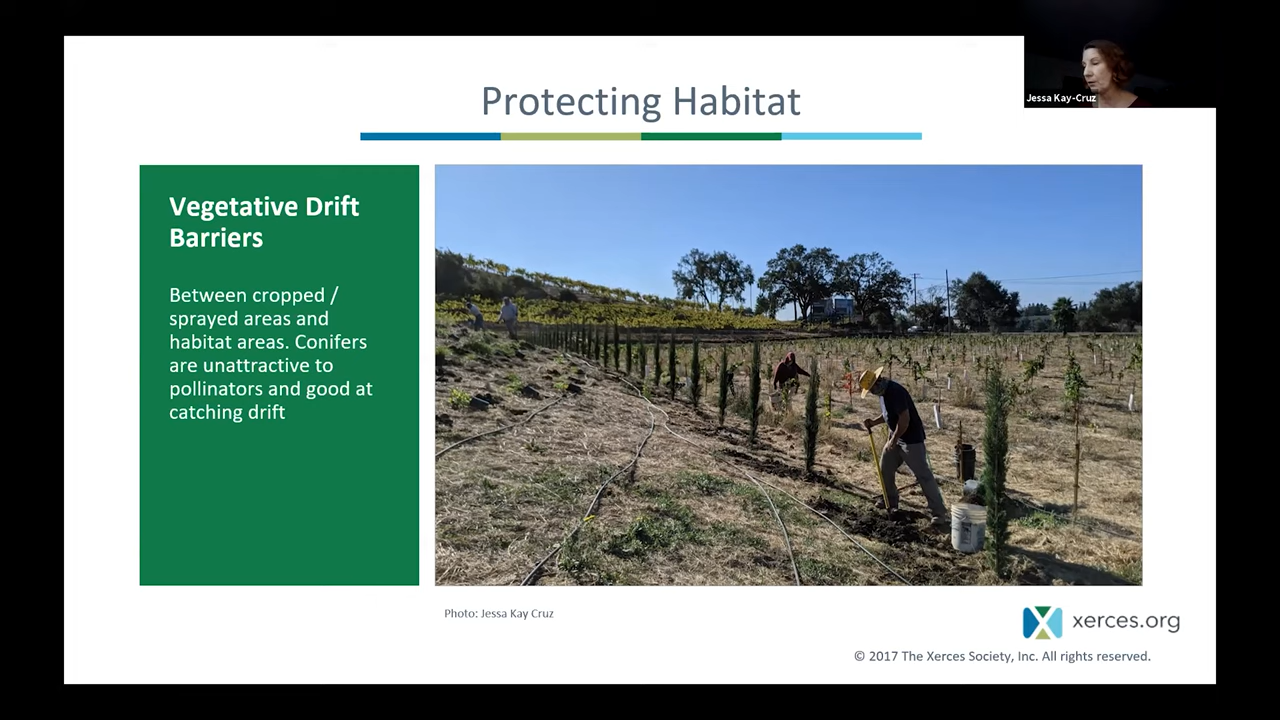 Protecting Habitat
Jessa Kay-Cruz
Vegetative Drift
Barriers
Between cropped /
sprayed areas and
habitat areas. Conifers
are unattractive to
pollinators and good at
catching drift
Photo: Jessa Kay Cruz
xerces.org
© 2017 The Xerces Society, Inc. All rights reserved.